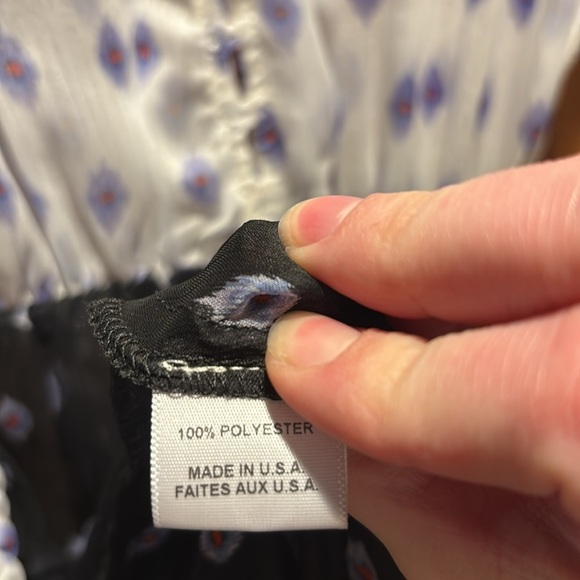 100% POLYESTER
MADE IN U.S.A.
FAITES AUX U.S.A.